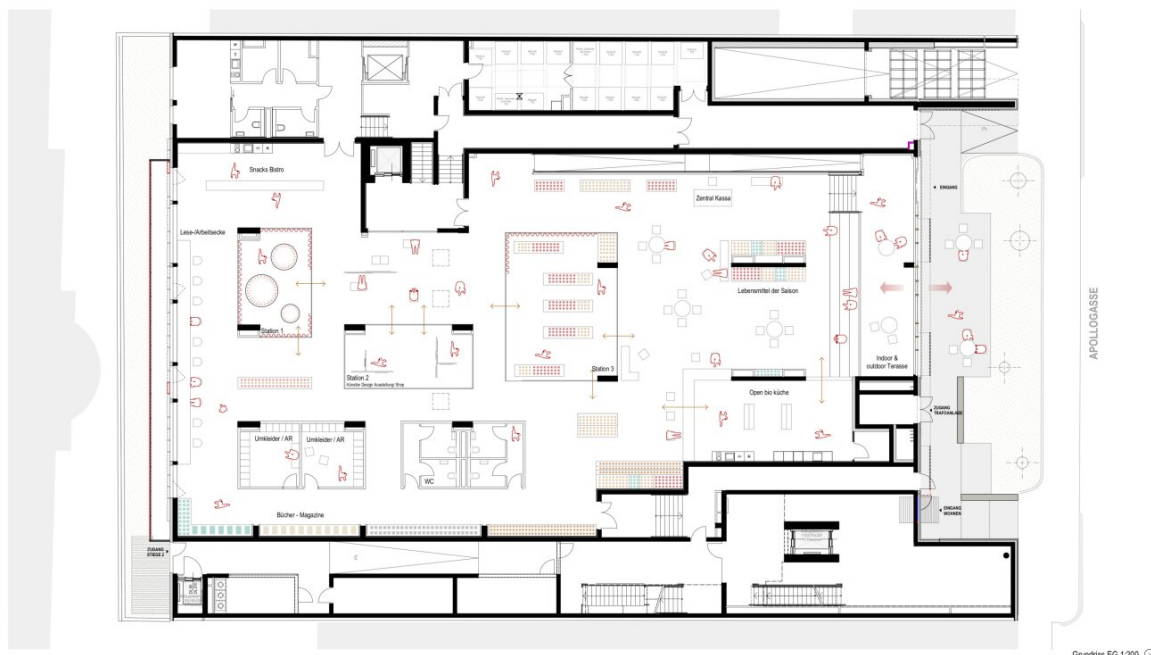 Snacks Bistro
Zentral Kassa
EINGANG
Lese-/Arbeitsecke
Lebensmittel der Saison
APOLLOGASSE
Station 1
Station 2
Künstler Design Ausstellung/ Shop
Station 3
Indoor &
outdoor Terasse
Open bio küche
ZUGANG
TRAFOANLAGE
Umkleider / AR
Umkleider / AR
WC
Bücher - Magazine
EINGANG
WOHNEN
ZUGANG
STIEGE 2
Grundriss EG 1:200